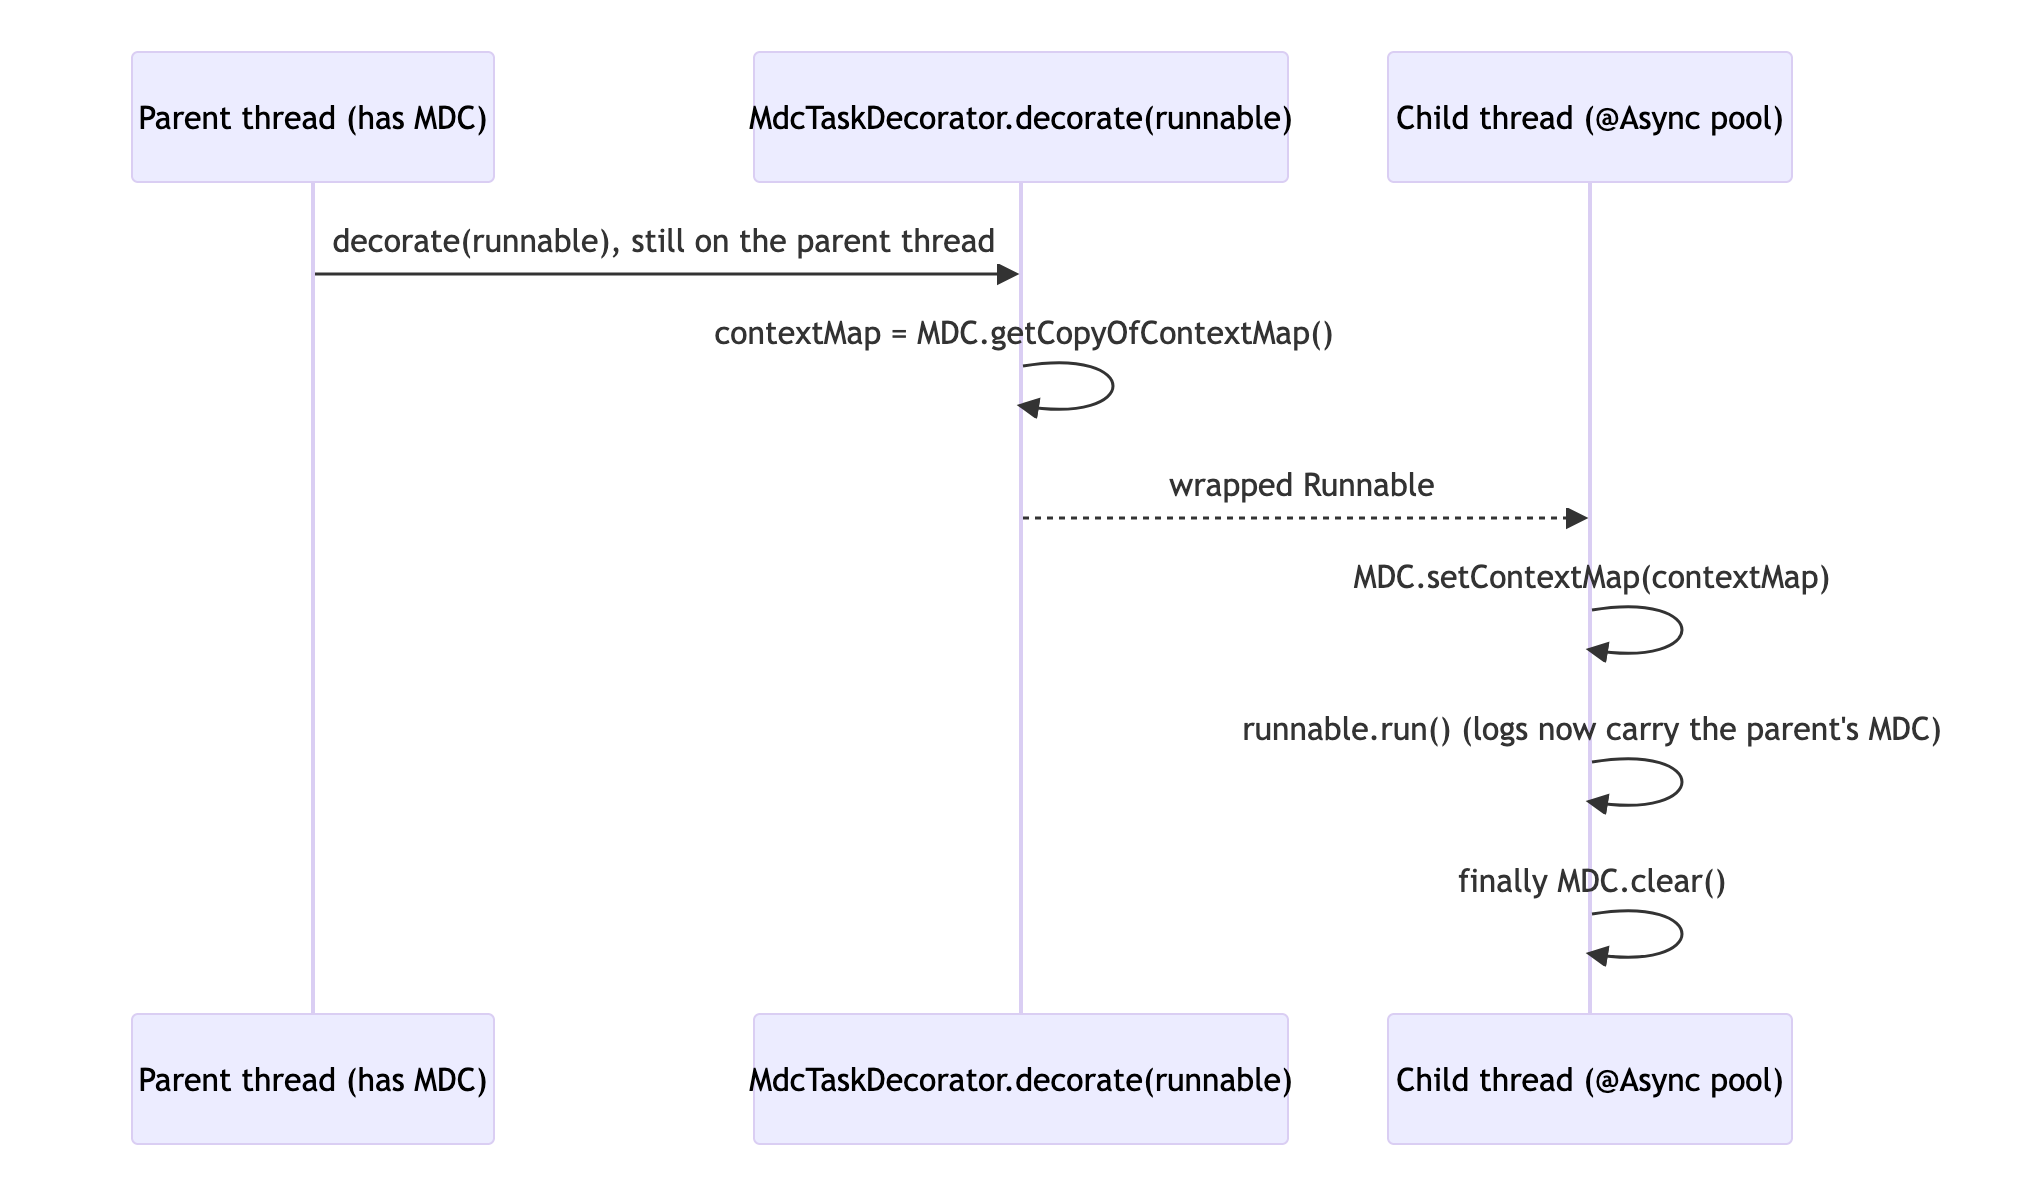 Parent thread (has MDC)
MdcTaskDecorator.decorate(runnable)
Child thread (@Async pool)
decorate(runnable), still on the parent thread
contextMap = MDC.getCopyOfContextMap()
wrapped Runnable
MDC.setContextMap(contextMap)
runnable.run() (logs now carry the parent's MDC)
finally MDC.clear()
Parent thread (has MDC)
MdcTaskDecorator.decorate(runnable)
Child thread (@Async pool)